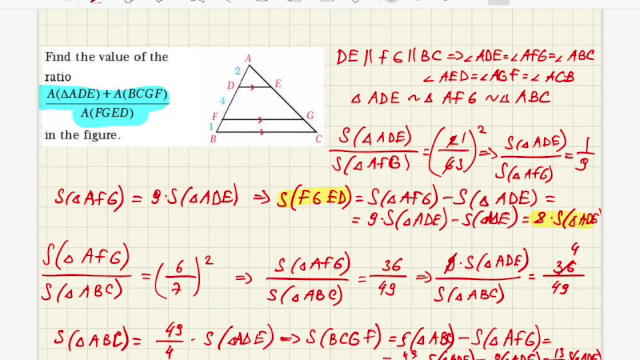 Find the value of the
ratio
A(ΔADE) + A(BCGF)
A(FGED)
in the figure.
A
2
D
E
4
F
G
1
B
C
DE ∥ FG ∥ BC ⇒ ∠ADE = ∠AFG = ∠ABC
∠AED = ∠AGF = ∠ACB
△ADE ∼ △AFG ∼ △ABC
S(△ADE)/S(△AFG) = (21/63)² ⇒ S(△ADE)/S(△AFG) = 1/9
S(△AFG) = 9·S(△ADE) ⇒ S(FGED) = S(△AFG) − S(△ADE) =
= 9·S(△ADE) − S(△ADE) = 8·S(△ADE)
S(△AFG)/S(△ABC) = (6/7)² ⇒ S(△AFG)/S(△ABC) = 36/49 ⇒ 9·S(△ADE)/S(△ABC) = 36 4/49
S(△ABC) = 49/4 · S(△ADE) ⇒ S(BCGF) = S(△ABC) − S(△AFG) =